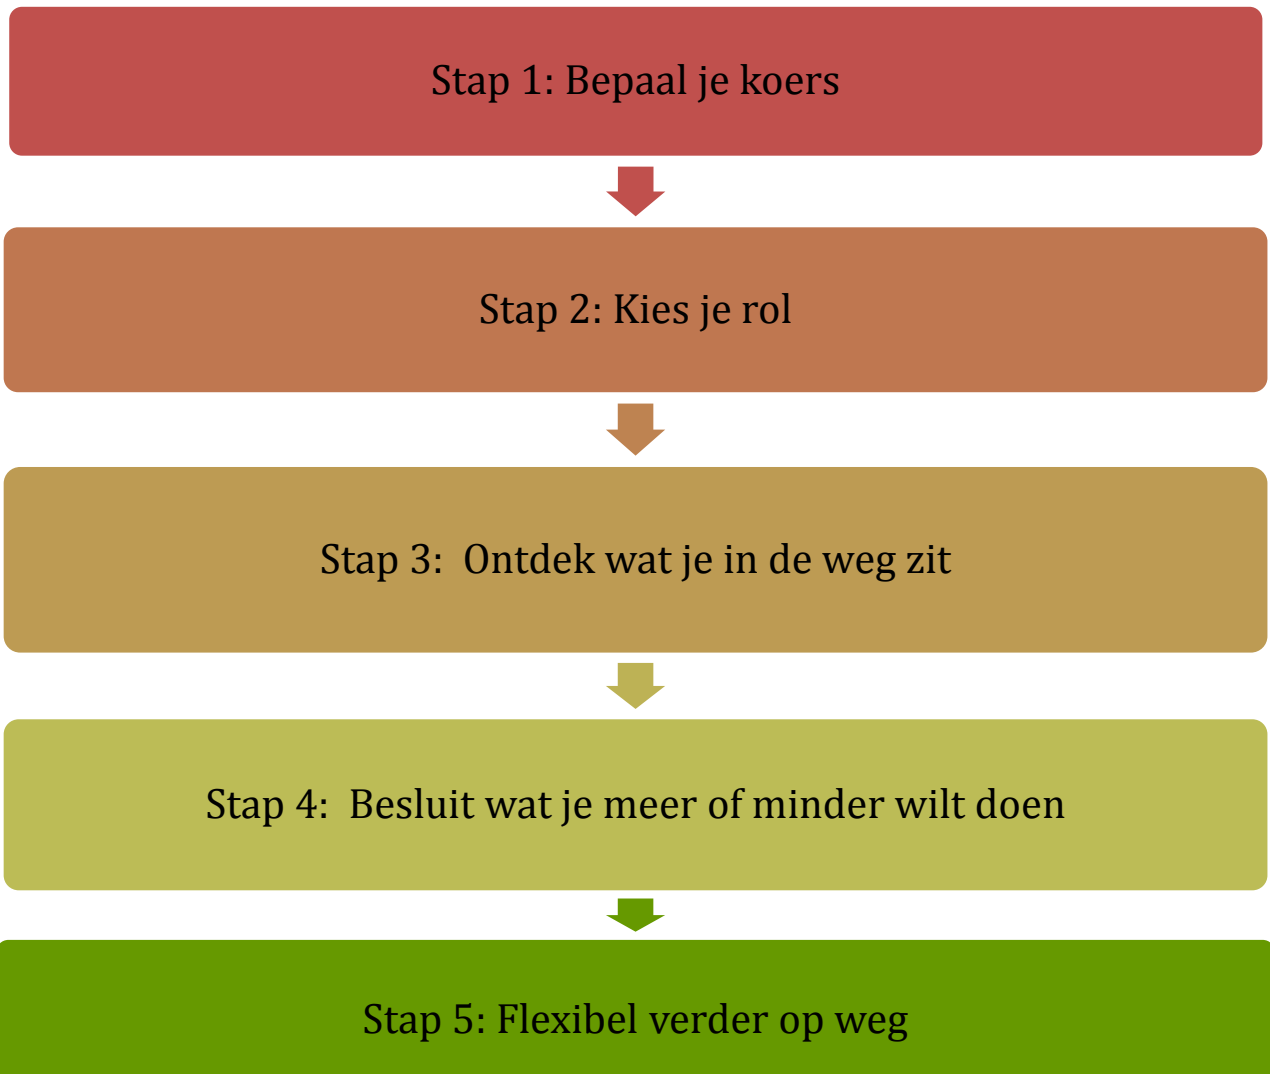 Stap 1: Bepaal je koers
Stap 2: Kies je rol
Stap 3:  Ontdek wat je in de weg zit
Stap 4:  Besluit wat je meer of minder wilt doen
Stap 5: Flexibel verder op weg